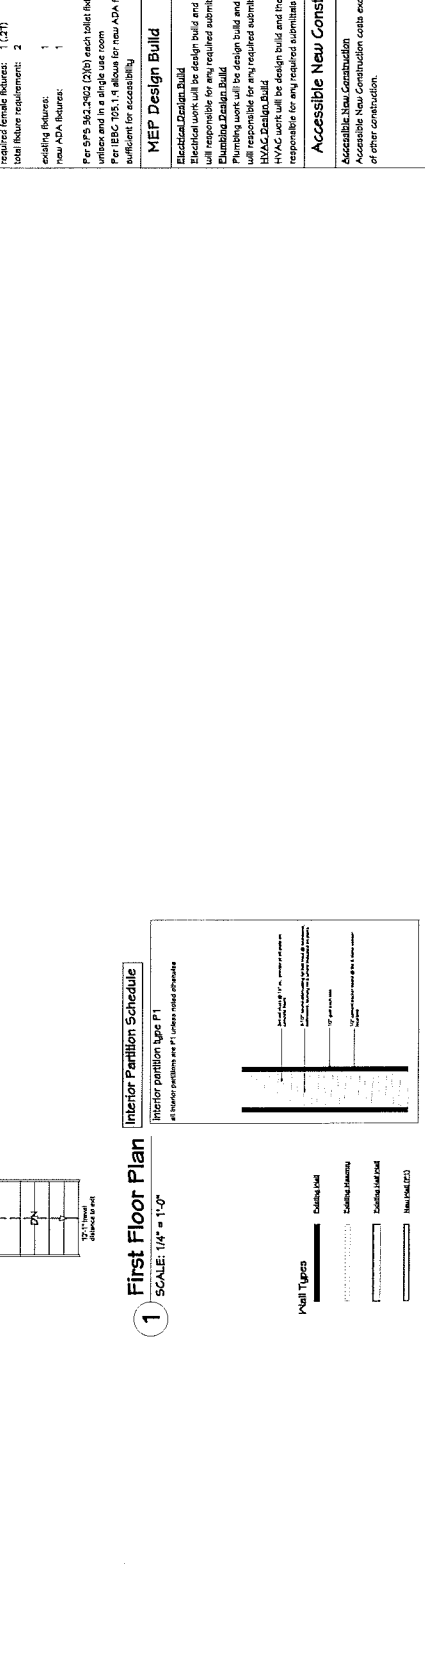 required female fixtures: 1 (.27)
total fixture requirement: 2
existing fixtures: 1
new ADA fixtures: 1
Per SPS 362.2902 (2)(b) each toilet fix
unisex and in a single use room
Per IEBC 705.1.9 allows for new ADA f
sufficient for accessibility
MEP Design Build
Electrical Design Build
Electrical work will be design build and
will responsible for any required submit
Plumbing Design Build
Plumbing work will be design build and
will responsible for any required submit
HVAC Design Build
HVAC work will be design build and the
responsible for any required submittals
Accessible New Const
Accessible New Construction
Accessible New Construction costs exc
of other construction.
DN
12'-1" travel
distance to exit
1
First Floor Plan
SCALE: 1/4" = 1'-0"
Interior Partition Schedule
Interior partition type P1
all interior partitions are P1 unless noted otherwise
Wall Types
Existing Wall
Existing Masonry
Existing Half Wall
New Wall (P1)